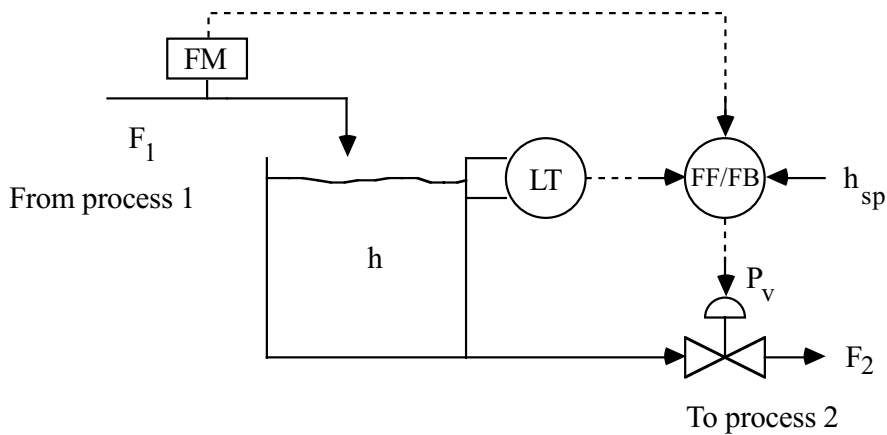 FM
F1
From process 1
LT
FF/FB
hsp
h
Pv
F2
To process 2